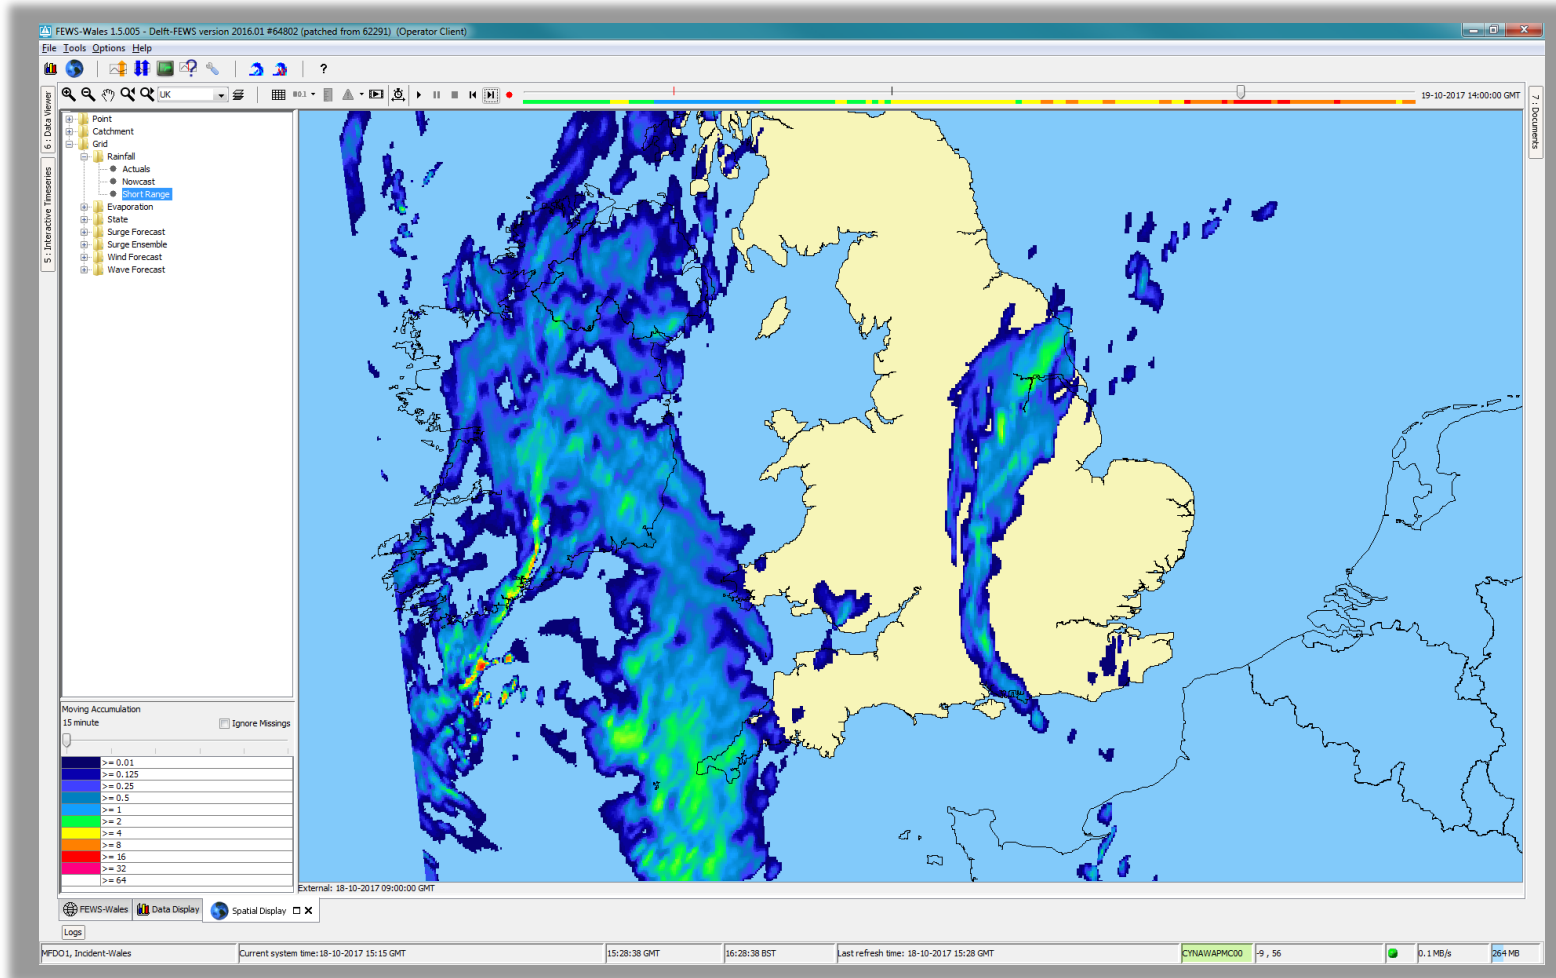 FEWS-Wales 1.5.005 - Delft-FEWS version 2016.01 #64802 (patched from 62291) (Operator Client)
File Tools Options Help
?
UK
19-10-2017 14:00:00 GMT
6 : Data Viewer
5 : Interactive Timeseries
7 : Documents
Point
Catchment
Grid
Rainfall
Actuals
Nowcast
Short Range
Evaporation
State
Surge Forecast
Surge Ensemble
Wind Forecast
Wave Forecast
Moving Accumulation
15 minute
Ignore Missings
>= 0.01
>= 0.125
>= 0.25
>= 0.5
>= 1
>= 2
>= 4
>= 8
>= 16
>= 32
>= 64
External: 18-10-2017 09:00:00 GMT
FEWS-Wales Data Display Spatial Display
Logs
MFDO1, Incident-Wales Current system time:18-10-2017 15:15 GMT 15:28:38 GMT 16:28:38 BST Last refresh time: 18-10-2017 15:28 GMT CYNAWAPMC00 -9 , 56 0.1 MB/s 264 MB